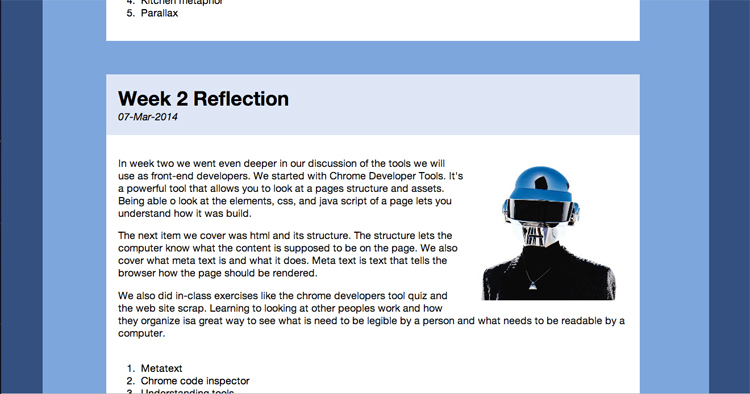 4. Kitchen metaphor
5. Parallax
Week 2 Reflection
07-Mar-2014
In week two we went even deeper in our discussion of the tools we will
use as front-end developers. We started with Chrome Developer Tools. It's
a powerful tool that allows you to look at a pages structure and assets.
Being able o look at the elements, css, and java script of a page lets you
understand how it was build.
The next item we cover was html and its structure. The structure lets the
computer know what the content is supposed to be on the page. We also
cover what meta text is and what it does. Meta text is text that tells the
browser how the page should be rendered.
We also did in-class exercises like the chrome developers tool quiz and
the web site scrap. Learning to looking at other peoples work and how
they organize isa great way to see what is need to be legible by a person and what needs to be readable by a
computer.
1. Metatext
2. Chrome code inspector
3. Understanding tools